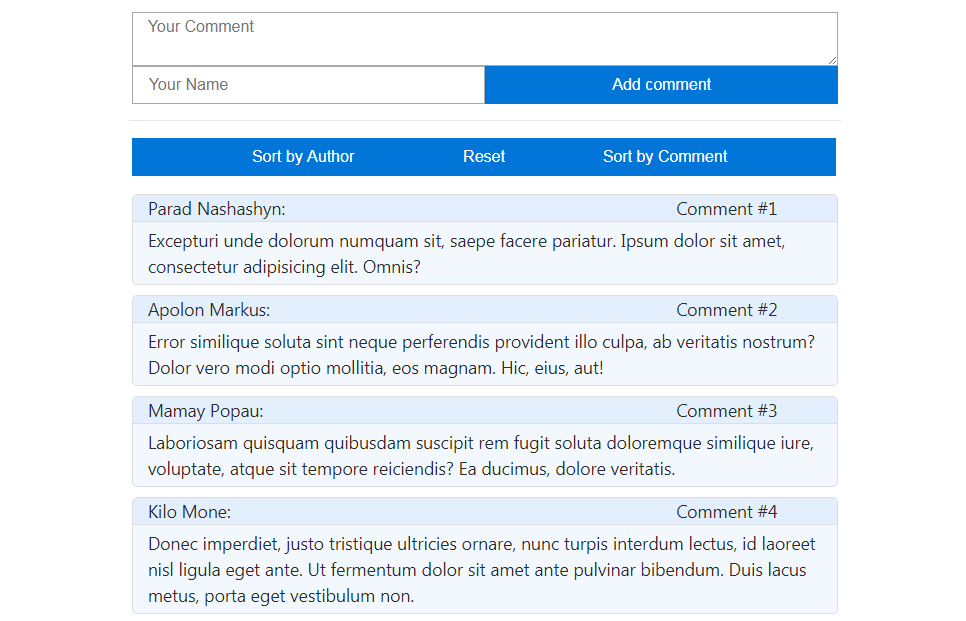 Your Comment
Your Name
Add comment
Sort by Author Reset Sort by Comment
Parad Nashashyn: Comment #1
Excepturi unde dolorum numquam sit, saepe facere pariatur. Ipsum dolor sit amet,
consectetur adipisicing elit. Omnis?
Apolon Markus: Comment #2
Error similique soluta sint neque perferendis provident illo culpa, ab veritatis nostrum?
Dolor vero modi optio mollitia, eos magnam. Hic, eius, aut!
Mamay Popau: Comment #3
Laboriosam quisquam quibusdam suscipit rem fugit soluta doloremque similique iure,
voluptate, atque sit tempore reiciendis? Ea ducimus, dolore veritatis.
Kilo Mone: Comment #4
Donec imperdiet, justo tristique ultricies ornare, nunc turpis interdum lectus, id laoreet
nisl ligula eget ante. Ut fermentum dolor sit amet ante pulvinar bibendum. Duis lacus
metus, porta eget vestibulum non.